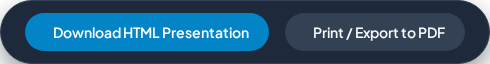 Download HTML Presentation
Print / Export to PDF